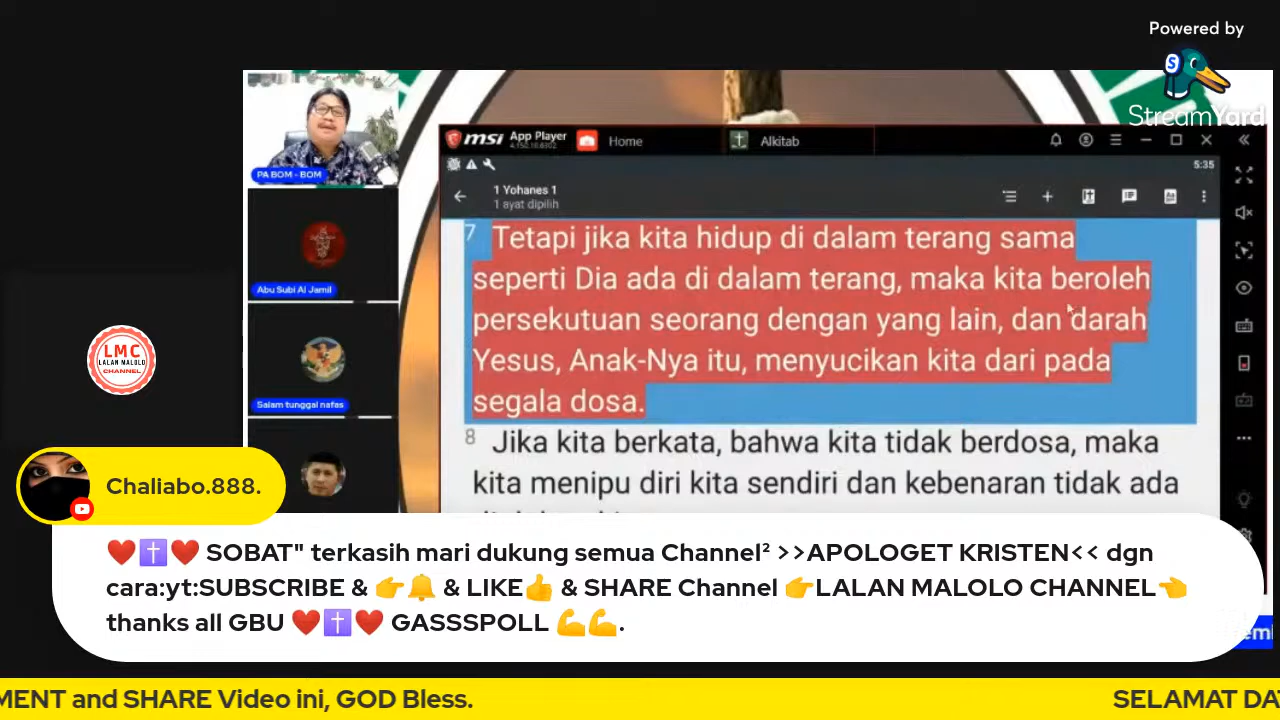 Powered by
StreamYard
msi App Player
4.150.10.6302
Home
Alkitab
5:35
1 Yohanes 1
1 ayat dipilih
PA BOM - BOM
7 Tetapi jika kita hidup di dalam terang sama
seperti Dia ada di dalam terang, maka kita beroleh
persekutuan seorang dengan yang lain, dan darah
Yesus, Anak-Nya itu, menyucikan kita dari pada
segala dosa.
8 Jika kita berkata, bahwa kita tidak berdosa, maka
kita menipu diri kita sendiri dan kebenaran tidak ada
Abu Subi Al Jamil
Salam tunggal nafas
LMC
LALAN MALOLO
CHANNEL
Chaliabo.888.
❤️✝️❤️ SOBAT" terkasih mari dukung semua Channel² >>APOLOGET KRISTEN<< dgn
cara:yt:SUBSCRIBE & 👉🔔 & LIKE👍 & SHARE Channel 👉LALAN MALOLO CHANNEL👈
thanks all GBU ❤️✝️❤️ GASSSPOLL 💪💪.
MENT and SHARE Video ini, GOD Bless.
SELAMAT DA